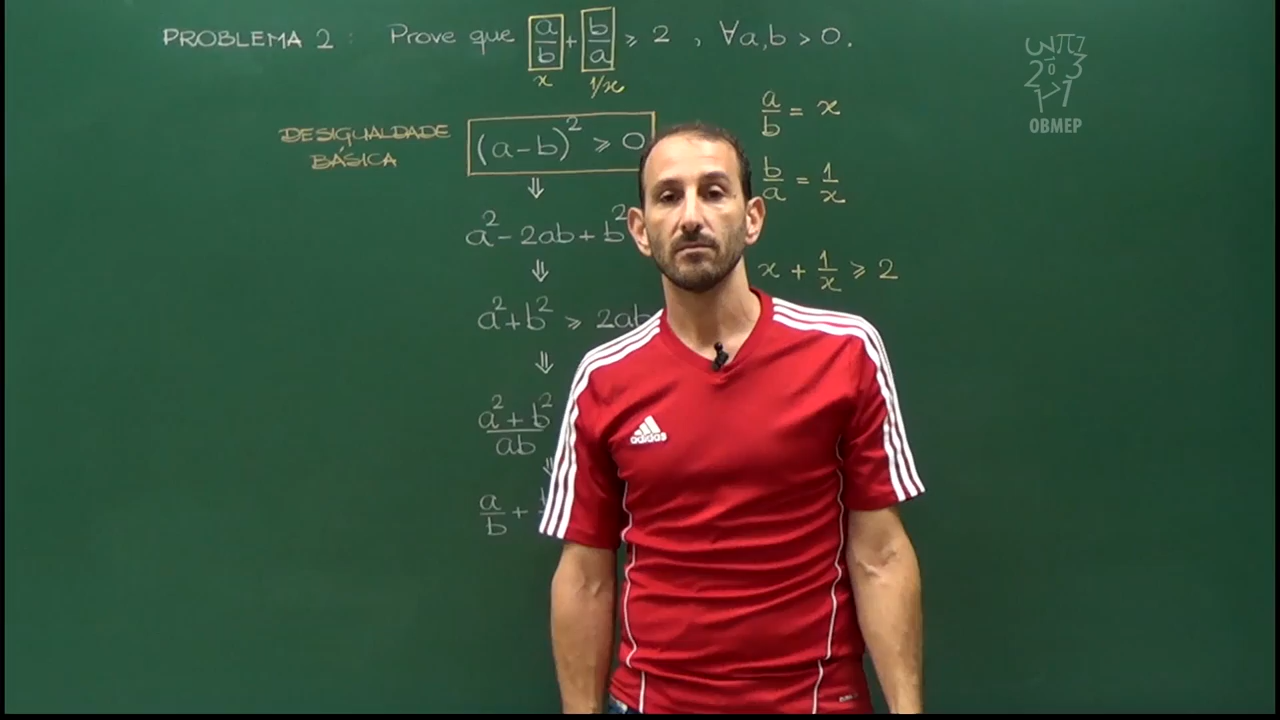 PROBLEMA 2 : Prove que a/b + b/a ≥ 2 , ∀a,b > 0.
x 1/x
DESIGUALDADE
BÁSICA
(a-b)² ≥ 0
⇓
a² - 2ab + b²
⇓
a² + b² ≥ 2ab
⇓
a² + b²
ab
⇓
a/b +
a/b = x
b/a = 1/x
x + 1/x ≥ 2
OBMEP
adidas